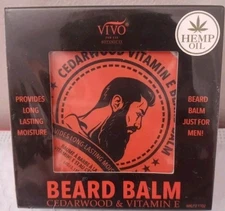 VIVO
HEMP
OIL
CEDARWOOD VITAMIN E
PROVIDES
LONG
LASTING
MOISTURE
BEARD
BALM
JUST FOR
MEN!
BEARD BALM
CEDARWOOD & VITAMIN E